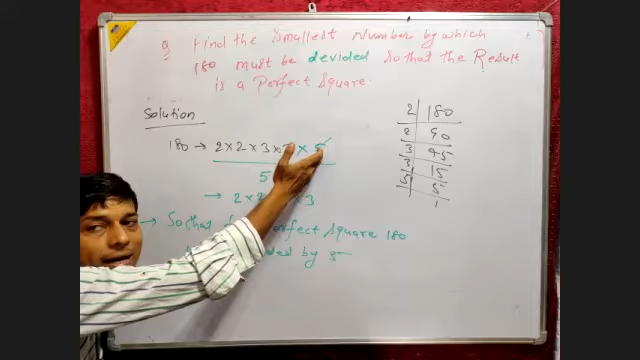 Q Find the Smallest Number by which
180 must be devided So that the Result
is a Perfect Square.
Solution
180 → 2 × 2 × 3 × × 5
5
→ 2 × 2 × 3
→ So that for Perfect Square 180
by 5
2 180
2 90
3 45
3 15
5 5
1